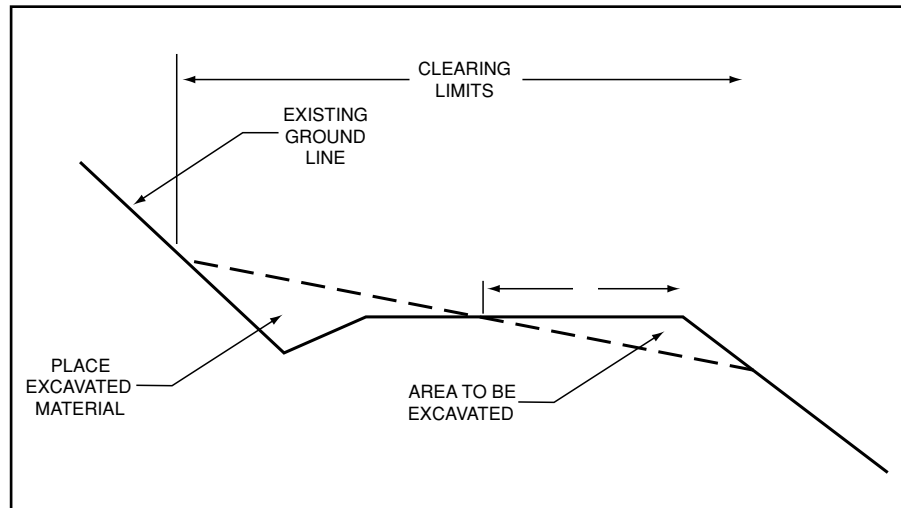 CLEARING
LIMITS
EXISTING
GROUND
LINE
PLACE
EXCAVATED
MATERIAL
AREA TO BE
EXCAVATED